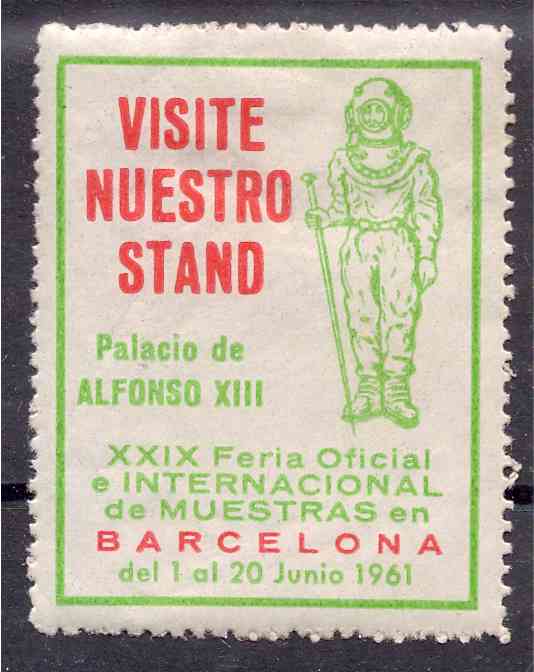 VISITE
NUESTRO
STAND
Palacio de
ALFONSO XIII
XXIX Feria Oficial
e INTERNACIONAL
de MUESTRAS en
BARCELONA
del 1 al 20 Junio 1961